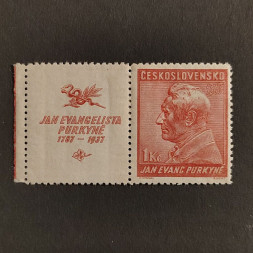 JAN EVANGELISTA
PURKYNĚ
1787 – 1937
ČESKOSLOVENSKO
1 Kč
JAN EVANG. PURKYNĚ